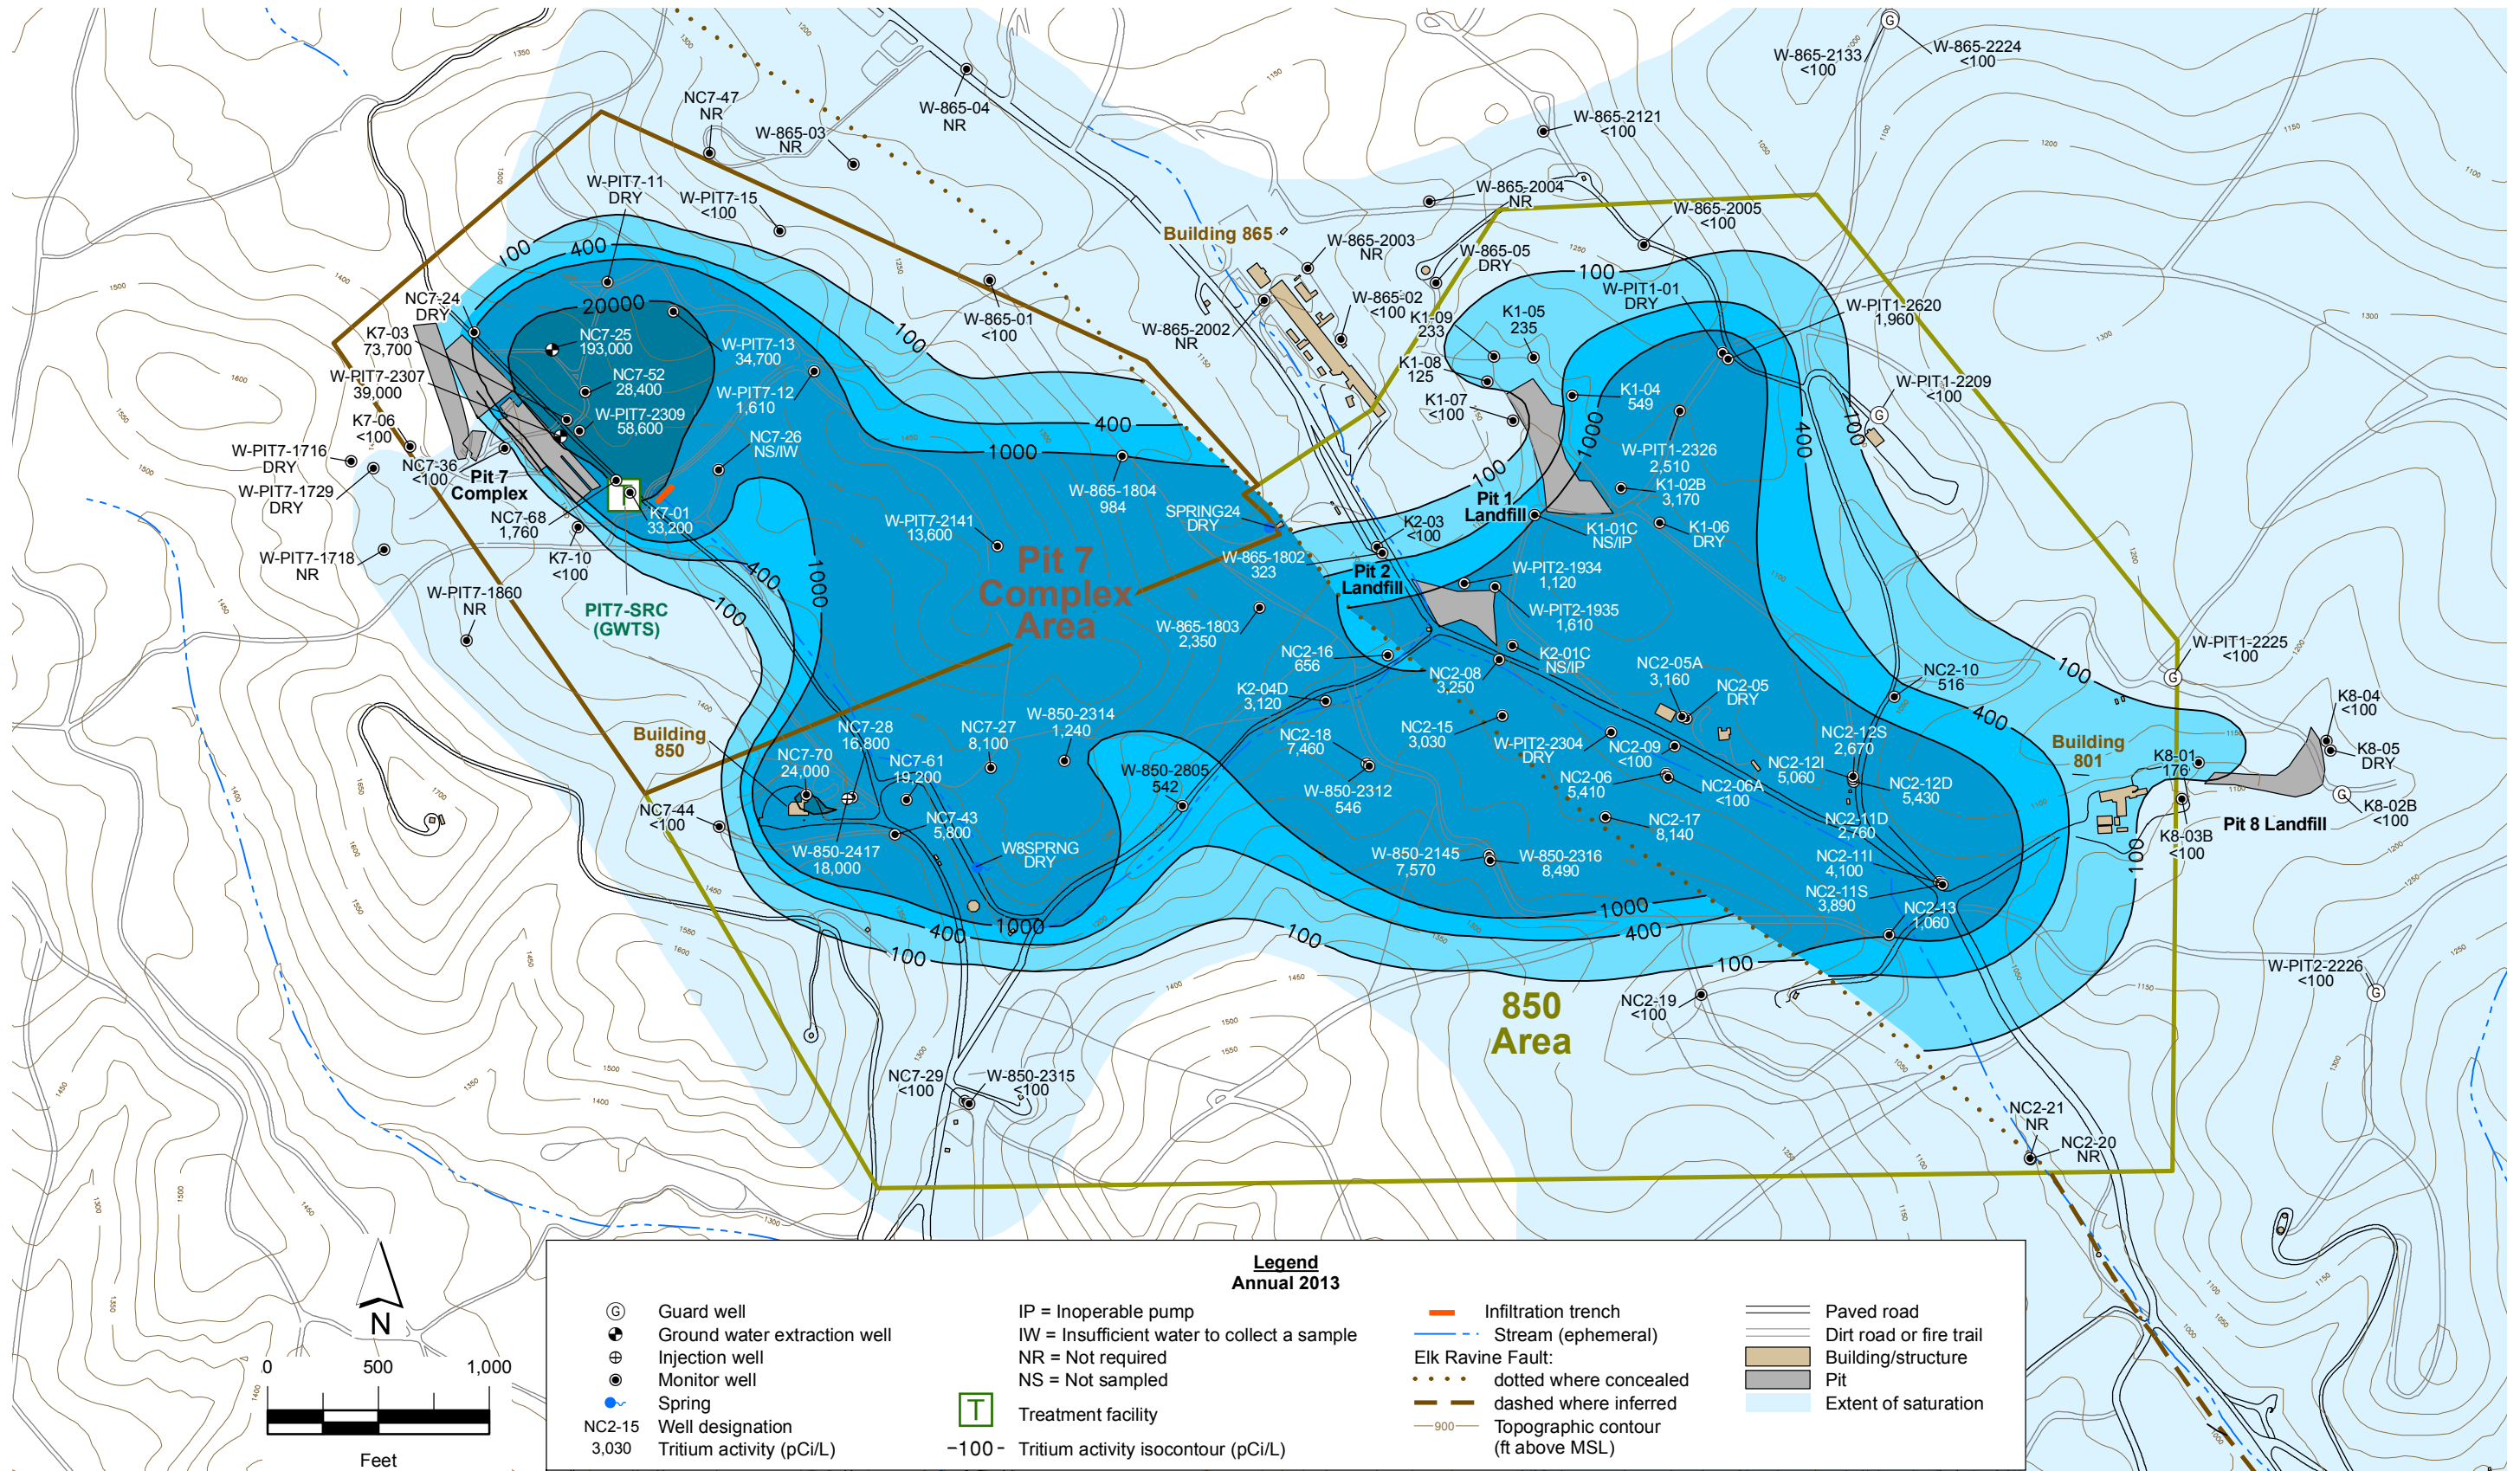 W-865-2133
<100
W-865-2224
<100
W-865-04
NR
NC7-47
NR
W-865-03
NR
W-865-2121
<100
W-PIT7-11
DRY
W-PIT7-15
<100
W-865-2004
NR
W-865-2005
<100
Building 865
W-865-2003
NR
W-865-05
DRY
100
400
100
W-PIT1-01
DRY
NC7-24
DRY
20000
W-865-02
<100
W-865-01
<100
W-865-2002
NR
K1-09
233
K1-05
235
W-PIT1-2620
1,960
K7-03
73,700
NC7-25
193,000
W-PIT7-13
34,700
100
W-PIT7-2307
39,000
NC7-52
28,400
W-PIT7-12
1,610
K1-08
125
K1-04
549
W-PIT1-2209
<100
K1-07
<100
K7-06
<100
W-PIT7-2309
58,600
400
1000
400
100
W-PIT7-1716
DRY
NC7-36
<100
NC7-26
NS/IW
1000
W-PIT1-2326
2,510
W-PIT7-1729
DRY
Pit 7
Complex
W-865-1804
984
100
K1-02B
3,170
NC7-68
1,760
K7-01
33,200
W-PIT7-2141
13,600
SPRING24
DRY
Pit 1
Landfill
K2-03
<100
K1-01C
NS/IP
K1-06
DRY
W-PIT7-1718
NR
K7-10
<100
400
1000
Pit 7
Complex
Area
W-865-1802
323
Pit 2
Landfill
W-PIT2-1934
1,120
W-PIT7-1860
NR
PIT7-SRC
(GWTS)
100
W-865-1803
2,350
W-PIT2-1935
1,610
NC2-16
656
K2-01C
NS/IP
W-PIT1-2225
<100
NC2-08
3,250
NC2-05A
3,160
NC2-05
DRY
NC2-10
516
100
K2-04D
3,120
K8-04
<100
Building
850
NC7-28
16,800
NC7-27
8,100
W-850-2314
1,240
NC2-18
7,460
NC2-15
3,030
W-PIT2-2304
DRY
NC2-09
<100
NC2-12S
2,670
400
Building
801
K8-01
176
K8-05
DRY
NC7-70
24,000
NC7-61
19,200
W-850-2805
542
W-850-2312
546
NC2-06
5,410
NC2-06A
<100
NC2-12I
5,060
NC2-12D
5,430
NC7-44
<100
NC7-43
5,800
NC2-17
8,140
NC2-11D
2,760
Pit 8 Landfill
K8-02B
<100
K8-03B
<100
W-850-2417
18,000
W8SPRNG
DRY
W-850-2145
7,570
W-850-2316
8,490
NC2-11I
4,100
100
NC2-11S
3,890
NC2-13
1,060
1000
400
100
100
1000
400
100
W-PIT2-2226
<100
NC2-19
<100
850
Area
NC7-29
<100
W-850-2315
<100
NC2-21
NR
NC2-20
NR
N
0 500 1,000
Feet
Legend
Annual 2013
G Guard well
Ground water extraction well
Injection well
Monitor well
Spring
NC2-15 Well designation
3,030 Tritium activity (pCi/L)
IP = Inoperable pump
IW = Insufficient water to collect a sample
NR = Not required
NS = Not sampled
T Treatment facility
-100- Tritium activity isocontour (pCi/L)
Infiltration trench
Stream (ephemeral)
Elk Ravine Fault:
dotted where concealed
dashed where inferred
900 Topographic contour
(ft above MSL)
Paved road
Dirt road or fire trail
Building/structure
Pit
Extent of saturation